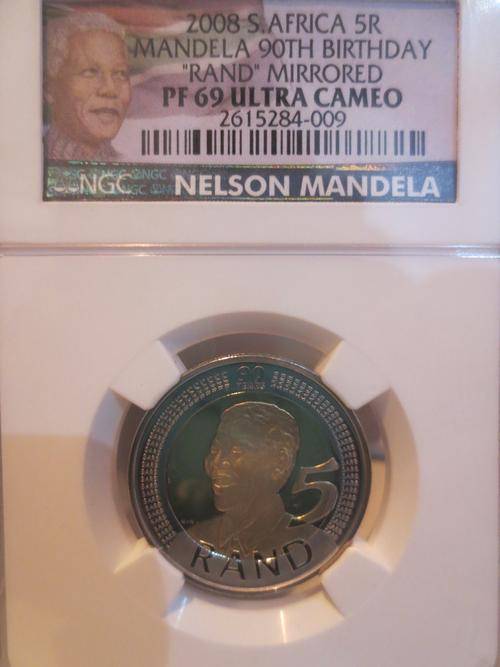 2008 S.AFRICA 5R
MANDELA 90TH BIRTHDAY
"RAND" MIRRORED
PF 69 ULTRA CAMEO
2615284-009
NGC NELSON MANDELA
90
YEARS
5
RAND